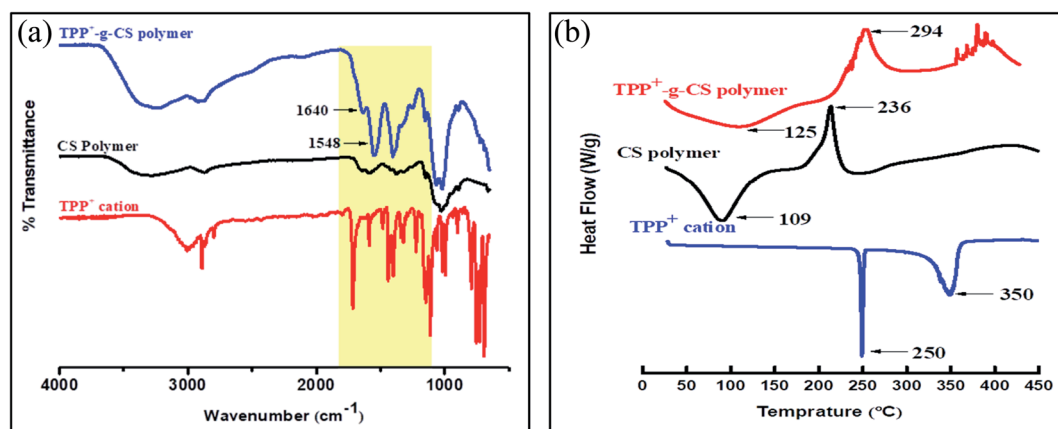 (a)
TPP⁺-g-CS polymer
1640
1548
CS Polymer
TPP⁺ cation
% Transmittance
4000 3000 2000 1000
Wavenumber (cm⁻¹)
(b)
294
TPP⁺-g-CS polymer
236
125
CS polymer
109
TPP⁺ cation
350
250
Heat Flow (W/g)
0 50 100 150 200 250 300 350 400 450
Temprature (°C)